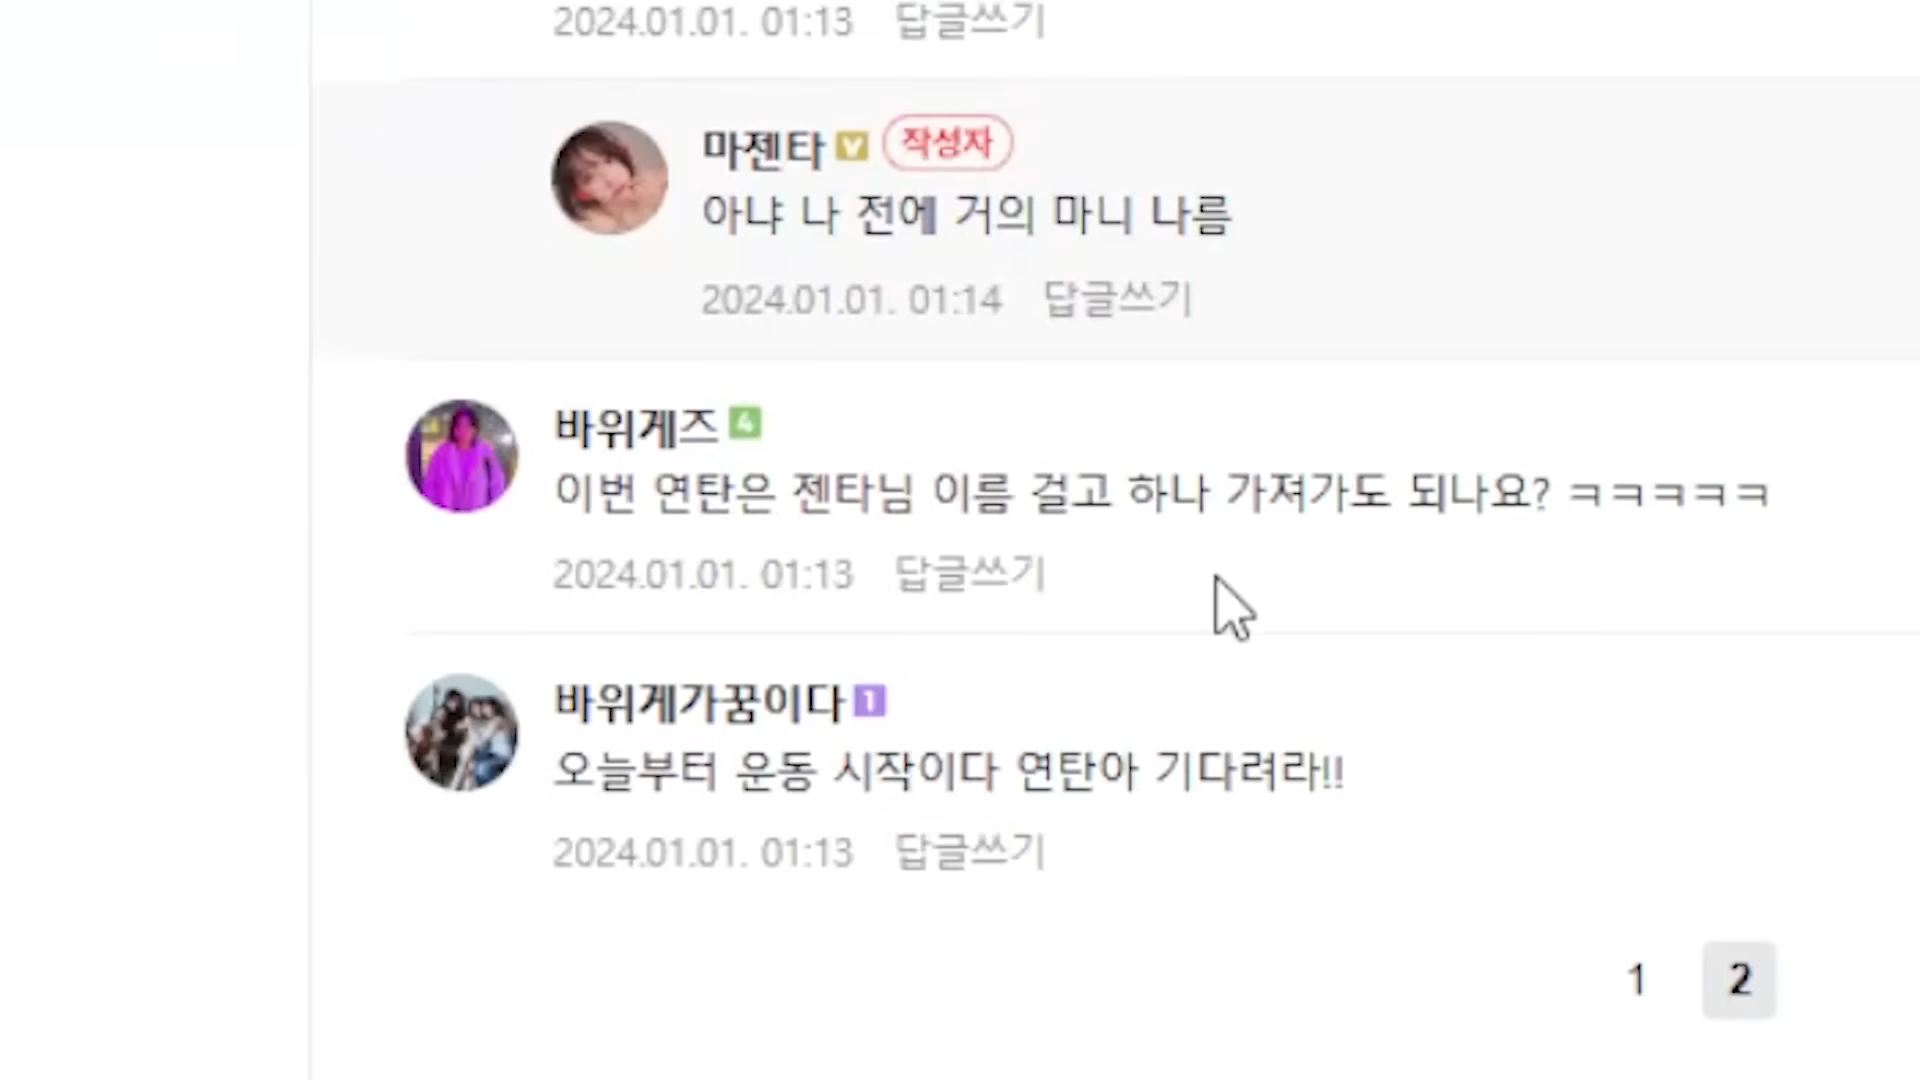 2024.01.01. 01:13 답글쓰기
마젠타 V 작성자
아냐 나 전에 거의 마니 나름
2024.01.01. 01:14 답글쓰기
바위게즈 4
이번 연탄은 젠타님 이름 걸고 하나 가져가도 되나요? ㅋㅋㅋㅋㅋ
2024.01.01. 01:13 답글쓰기
바위게가꿈이다 1
오늘부터 운동 시작이다 연탄아 기다려라!!
2024.01.01. 01:13 답글쓰기
1 2